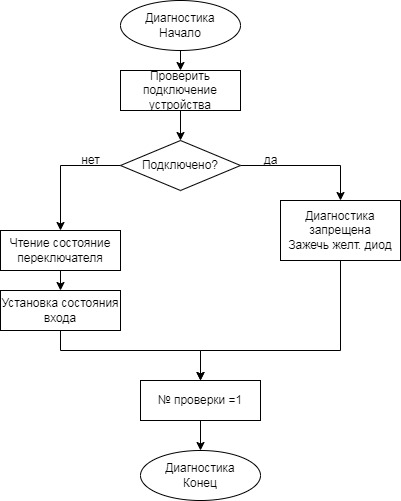 Диагностика
Начало
Проверить
подключение
устройства
Подключено?
нет
да
Диагностика
запрещена
Зажечь желт. диод
Чтение состояние
переключателя
Установка состояния
входа
№ проверки =1
Диагностика
Конец